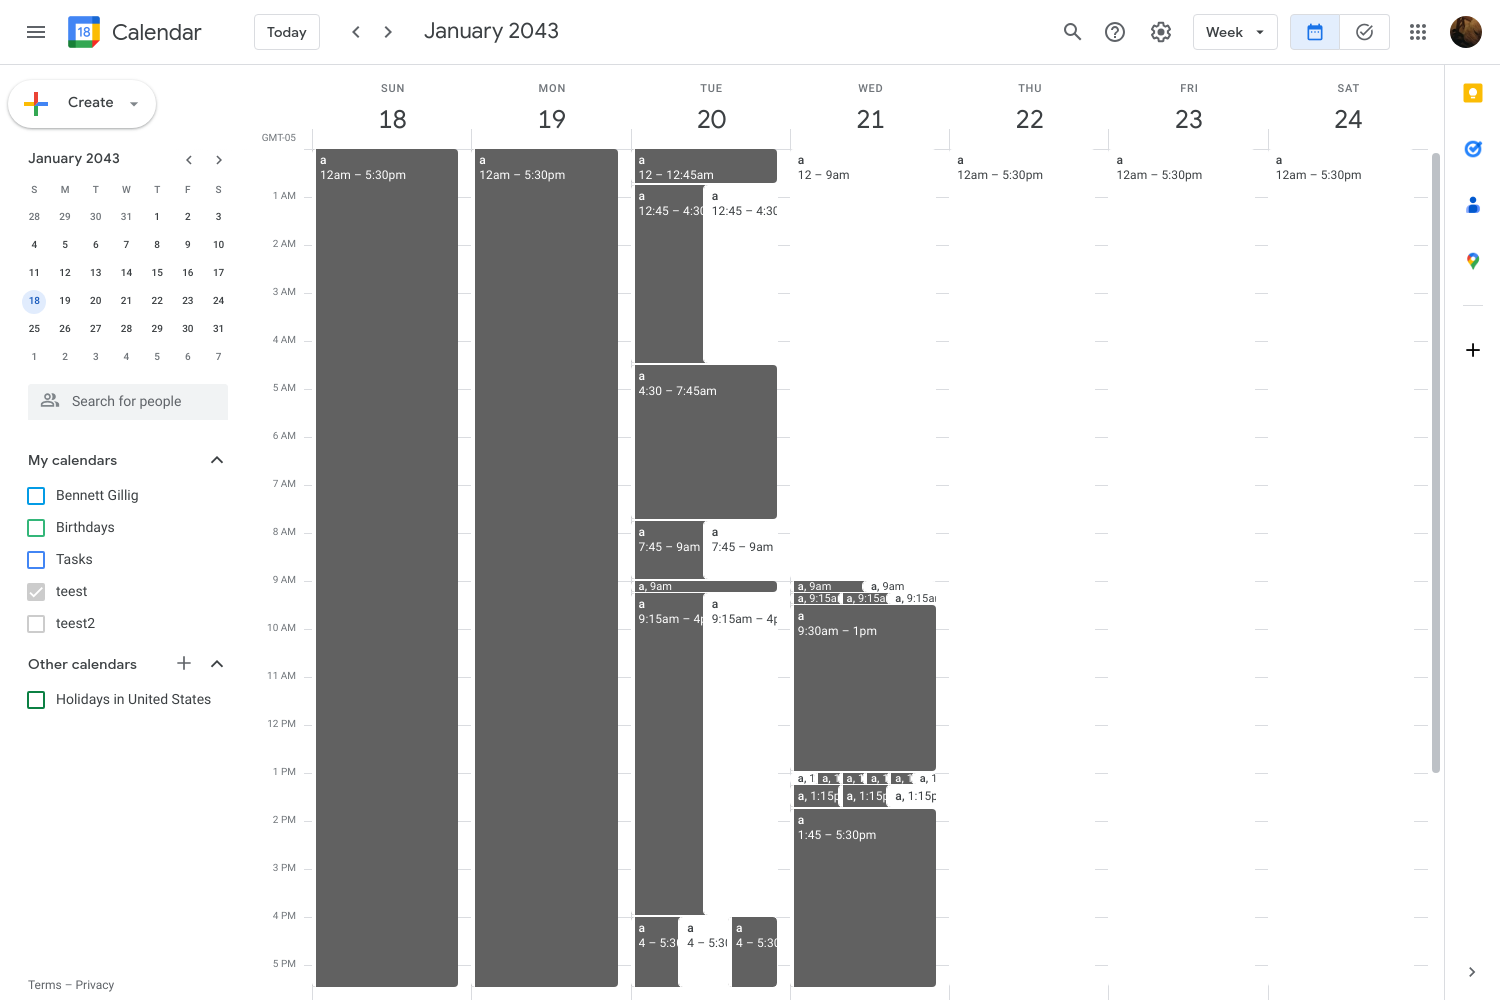 18 Calendar Today January 2043 Week
Create
SUN MON TUE WED THU FRI SAT
18 19 20 21 22 23 24
GMT-05
January 2043
S M T W T F S
28 29 30 31 1 2 3
4 5 6 7 8 9 10
11 12 13 14 15 16 17
18 19 20 21 22 23 24
25 26 27 28 29 30 31
1 2 3 4 5 6 7
Search for people
My calendars
Bennett Gillig
Birthdays
Tasks
teest
teest2
Other calendars
Holidays in United States
Terms – Privacy
1 AM
2 AM
3 AM
4 AM
5 AM
6 AM
7 AM
8 AM
9 AM
10 AM
11 AM
12 PM
1 PM
2 PM
3 PM
4 PM
5 PM
a
12am – 5:30pm
a
12am – 5:30pm
a
12 – 12:45am
a
12:45 – 4:30
a
12:45 – 4:30
a
4:30 – 7:45am
a
7:45 – 9am
a
7:45 – 9am
a, 9am
a
9:15am – 4p
a
9:15am – 4p
a
4 – 5:30
a
4 – 5:30
a
4 – 5:30
a
12 – 9am
a, 9am
a, 9am
a, 9:15a
a, 9:15a
a, 9:15a
a
9:30am – 1pm
a, 1
a, 1
a, 1
a, 1
a, 1
a, 1
a, 1:15p
a, 1:15p
a, 1:15p
a
1:45 – 5:30pm
a
12am – 5:30pm
a
12am – 5:30pm
a
12am – 5:30pm